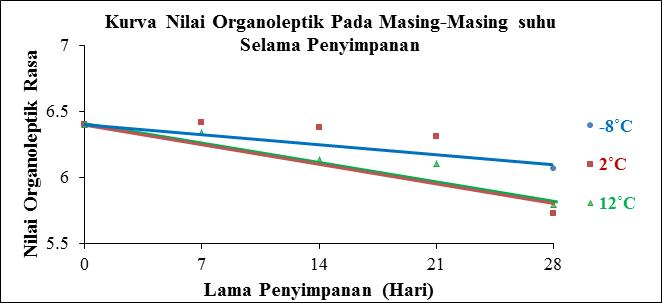 Kurva Nilai Organoleptik Pada Masing-Masing suhu
Selama Penyimpanan
Nilai Organoleptik Rasa
7
6.5
6
5.5
0
7
14
21
28
Lama Penyimpanan (Hari)
-8˚C
2˚C
12˚C